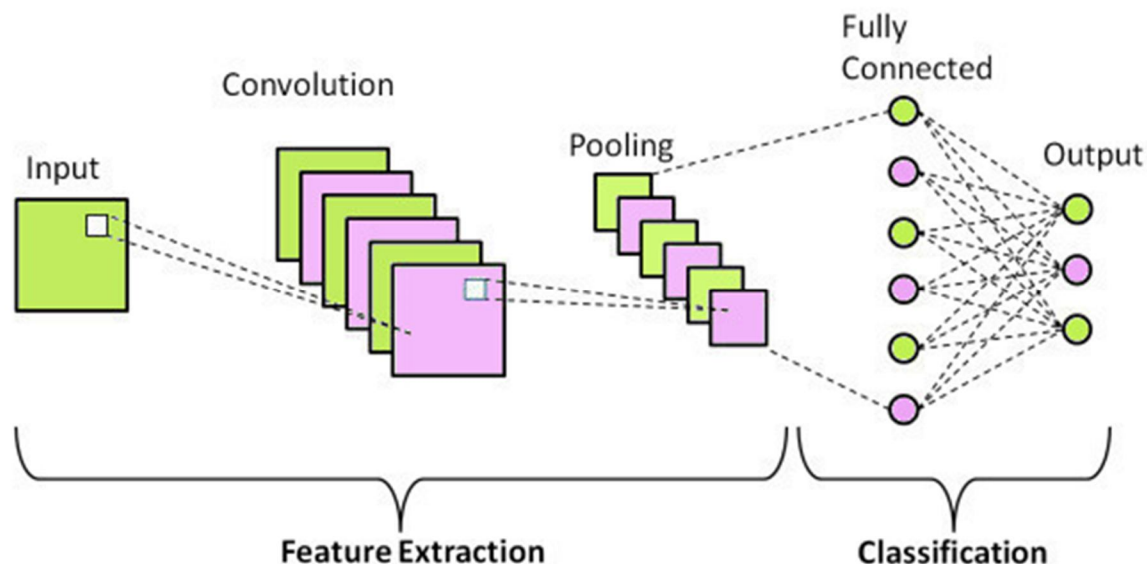 Input
Convolution
Pooling
Fully
Connected
Output
Feature Extraction
Classification